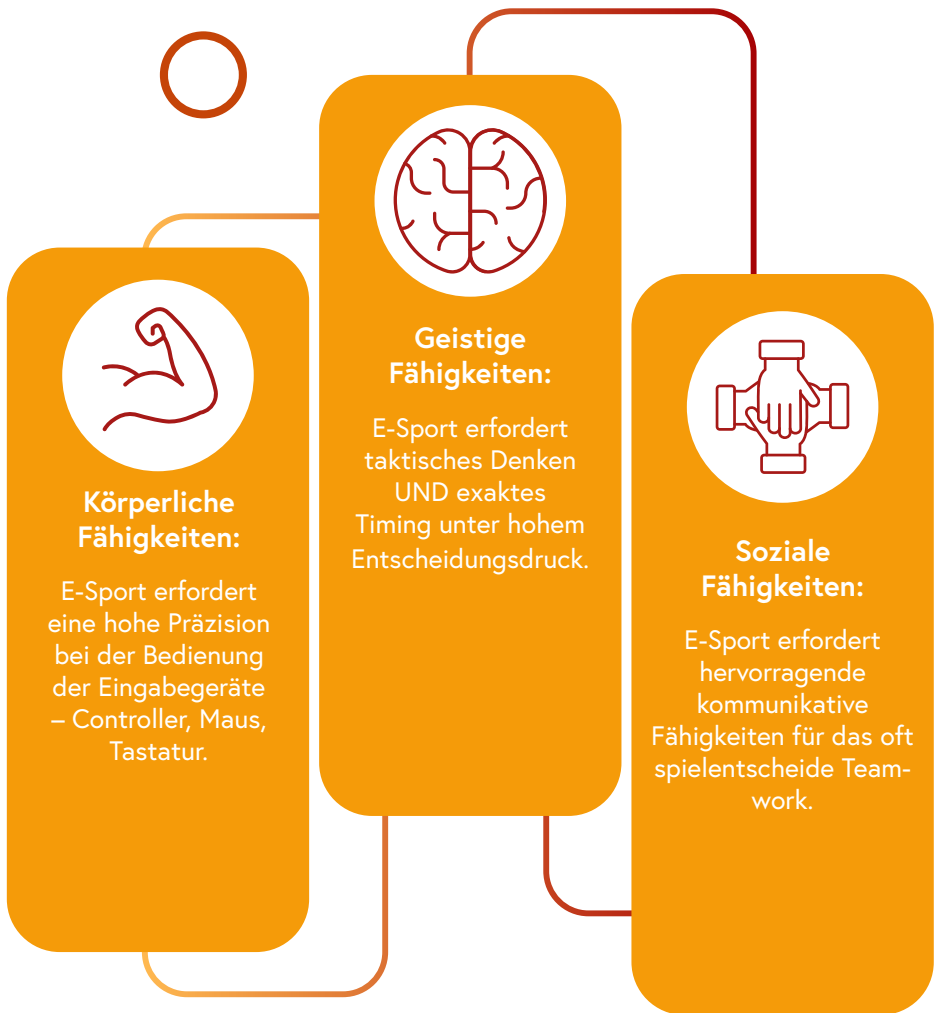 Körperliche
Fähigkeiten:
E-Sport erfordert
eine hohe Präzision
bei der Bedienung
der Eingabegeräte
– Controller, Maus,
Tastatur.
Geistige
Fähigkeiten:
E-Sport erfordert
taktisches Denken
UND exaktes
Timing unter hohem
Entscheidungsdruck.
Soziale
Fähigkeiten:
E-Sport erfordert
hervorragende
kommunikative
Fähigkeiten für das oft
spielentscheide Team-
work.